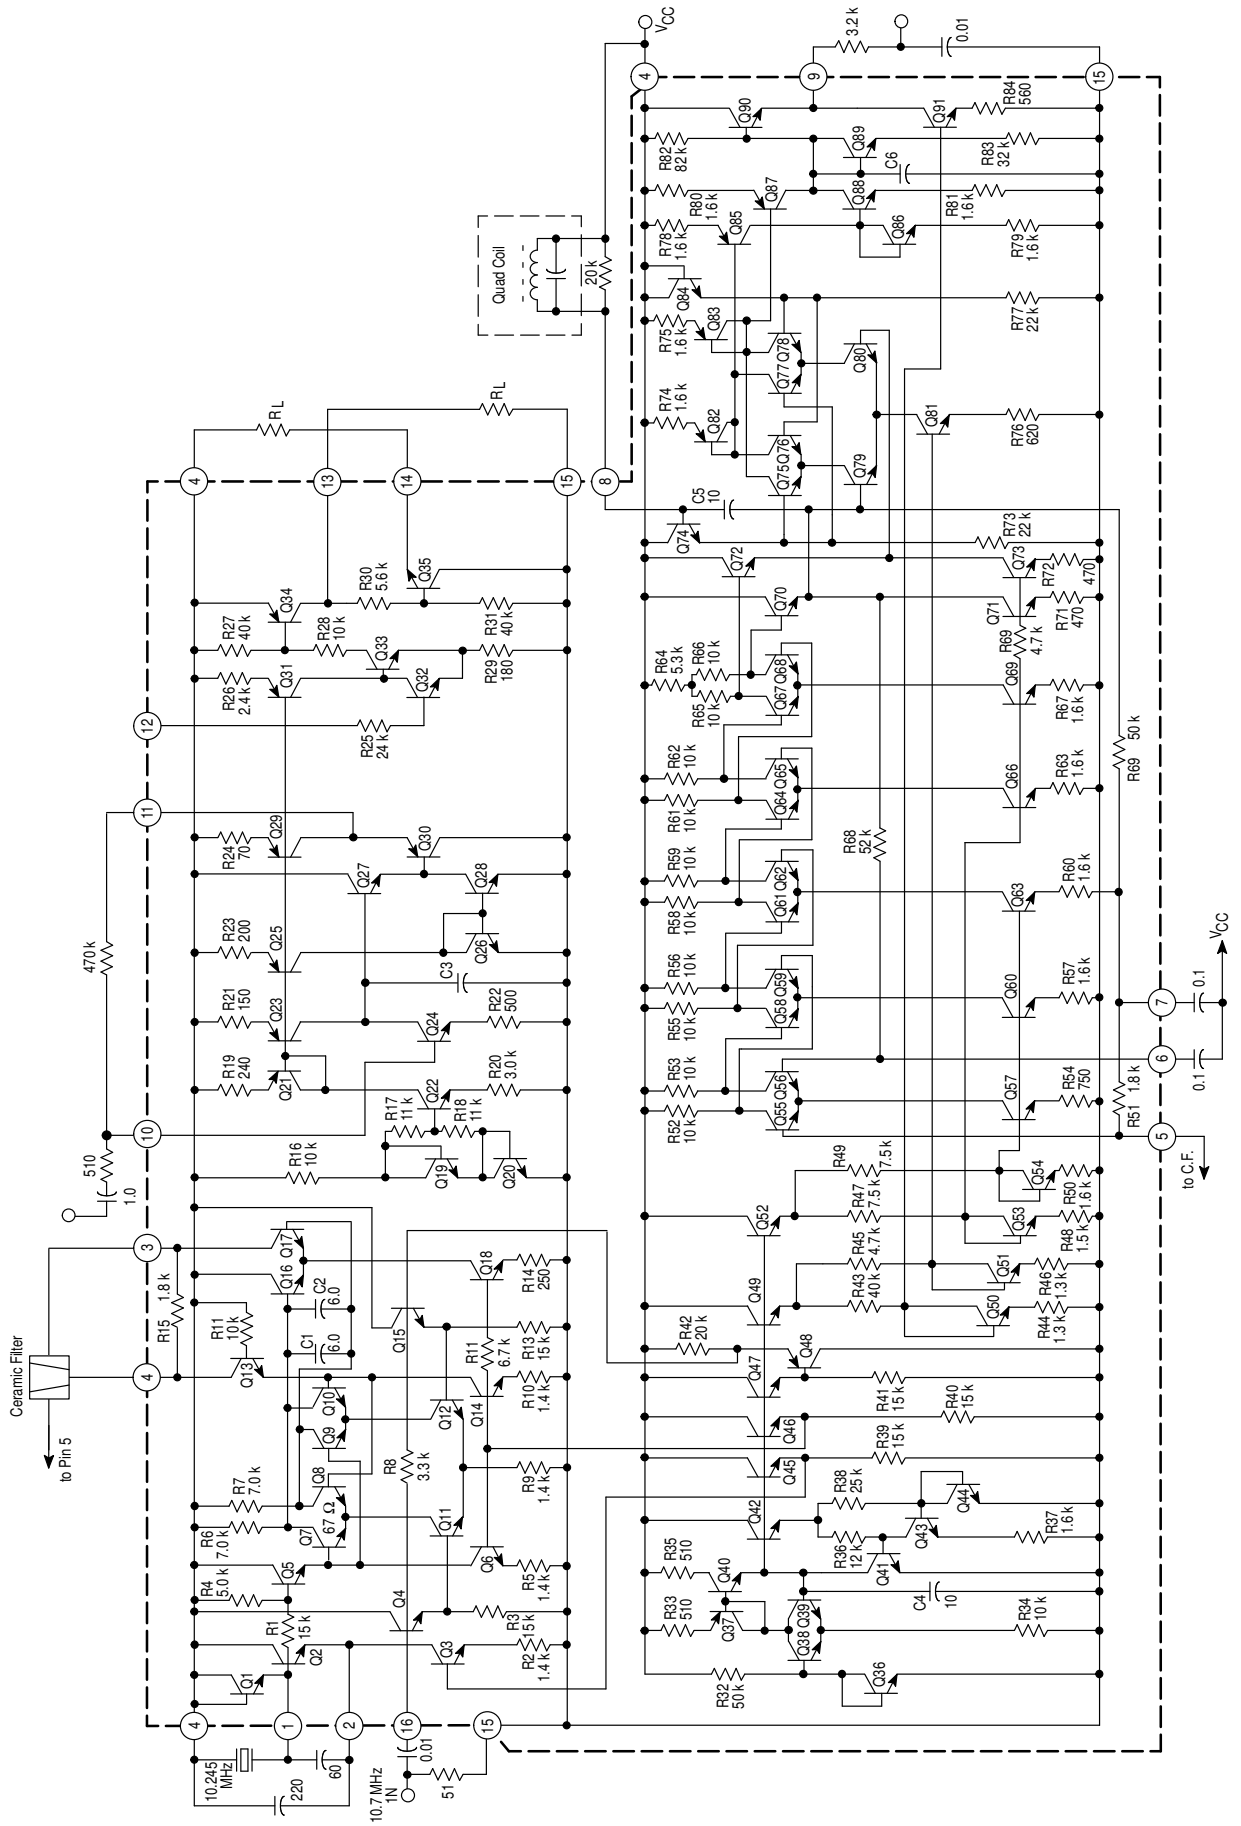 Ceramic Filter
to Pin 5
4
3
R15
1.8 k
510
1.0
10
470 k
11
12
R1
15 k
Q1
Q2
R4
5.0 k
Q5
R6
7.0 k
R7
7.0 k
Q7
Q8
67 Ω
Q9
Q10
Q13
R11
10 k
C1
6.0
C2
6.0
Q16
Q17
Q3
R2
1.4 k
R3
15 k
Q4
R5
1.4 k
Q6
Q11
R8
3.3 k
R9
1.4 k
Q12
Q14
R10
1.4 k
R11
6.7 k
Q15
R13
15 k
Q18
R14
250
R16
10 k
Q19
Q20
R17
11 k
R18
11 k
R19
240
Q21
Q22
R20
3.0 k
R21
150
Q23
Q24
R22
500
R23
200
Q25
C3
Q26
Q27
Q28
R24
70
Q29
Q30
R25
24 k
R26
2.4 k
Q31
Q32
R27
40 k
R28
10 k
Q33
R29
180
Q34
R30
5.6 k
R31
40 k
Q35
4
13
14
15
8
RL
RL
Quad Coil
20 k
4
1
2
16
15
10.245
MHz
220
60
10.7 MHz
1N
0.01
51
R32
50 k
Q36
R33
510
Q37
Q38
Q39
R34
10 k
R35
510
Q40
C4
10
Q41
Q42
R36
12 k
R38
25 k
Q43
R37
1.6 k
Q44
Q45
R39
15 k
Q46
R40
15 k
Q47
R41
15 k
R42
20 k
Q48
Q49
R43
40 k
R45
4.7 k
Q50
R44
1.3 k
Q51
R46
1.3 k
Q52
R47
7.5 k
R49
7.5 k
Q53
R48
1.5 k
Q54
R50
1.6 k
R52
10 k
R53
10 k
Q55
Q56
Q57
R54
750
R55
10 k
R56
10 k
Q58
Q59
Q60
R57
1.6 k
R58
10 k
R59
10 k
Q61
Q62
Q63
R60
1.6 k
R61
10 k
R62
10 k
Q64
Q65
Q66
R63
1.6 k
R64
5.3 k
R65
10 k
R66
10 k
Q67
Q68
Q69
R67
1.6 k
R68
52 k
R69
4.7 k
Q70
Q71
R71
470
Q72
Q73
R72
470
R73
22 k
Q74
C5
10
Q75
Q76
Q77
Q78
Q79
Q80
Q81
R76
620
R74
1.6 k
Q82
R75
1.6 k
Q83
Q84
R77
22 k
R78
1.6 k
Q85
Q86
R79
1.6 k
R80
1.6 k
Q87
Q88
R81
1.6 k
C6
R82
82 k
Q89
R83
32 k
Q90
Q91
R84
560
4
VCC
9
3.2 k
0.01
15
R51
1.8 k
R69
50 k
5
to C.F.
6
0.1
7
0.1
VCC